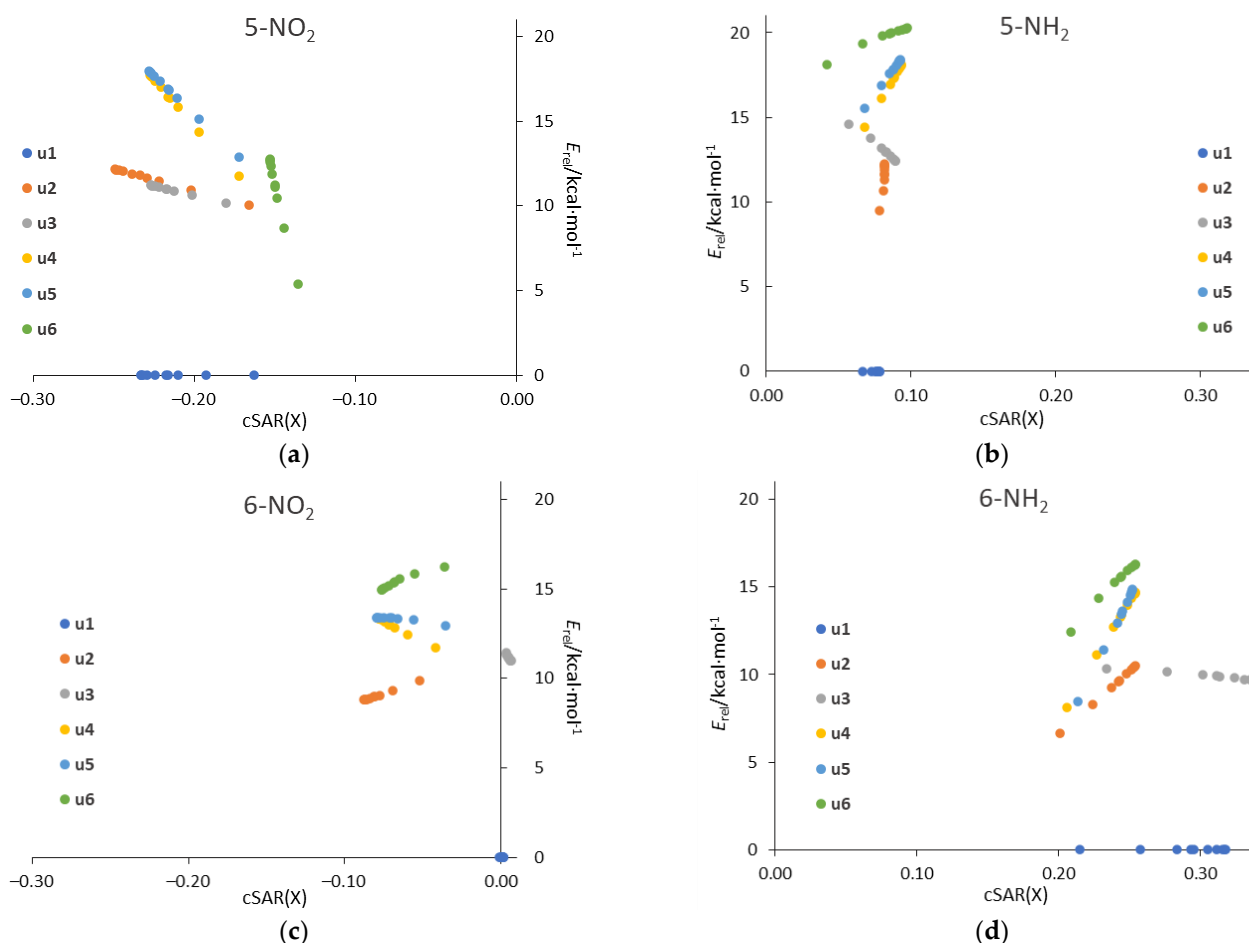 5-NO₂
20
15
10
5
0
E_rel/kcal·mol⁻¹
u1
u2
u3
u4
u5
u6
−0.30
−0.20
−0.10
0.00
cSAR(X)
(a)
5-NH₂
20
15
10
5
0
E_rel/kcal·mol⁻¹
u1
u2
u3
u4
u5
u6
0.00
0.10
0.20
0.30
cSAR(X)
(b)
6-NO₂
20
15
10
5
0
E_rel/kcal·mol⁻¹
u1
u2
u3
u4
u5
u6
−0.30
−0.20
−0.10
0.00
cSAR(X)
(c)
6-NH₂
20
15
10
5
0
E_rel/kcal·mol⁻¹
u1
u2
u3
u4
u5
u6
0.00
0.10
0.20
0.30
cSAR(X)
(d)